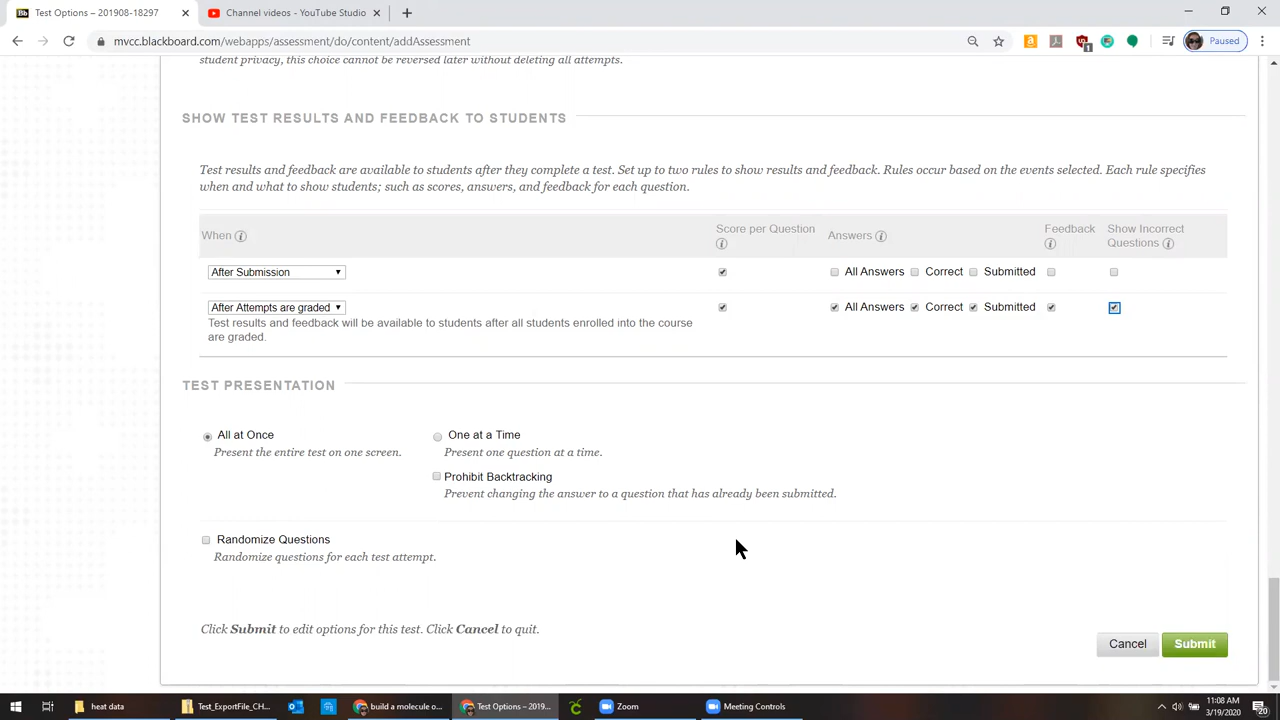 Test Options – 201908-18297
Channel videos - YouTube Studio
mvcc.blackboard.com/webapps/assessment/do/content/addAssessment
Paused
student privacy, this choice cannot be reversed later without deleting all attempts.
SHOW TEST RESULTS AND FEEDBACK TO STUDENTS
Test results and feedback are available to students after they complete a test. Set up to two rules to show results and feedback. Rules occur based on the events selected. Each rule specifies
when and what to show students; such as scores, answers, and feedback for each question.
When
Score per Question
Answers
Feedback
Show Incorrect
Questions
After Submission
All Answers
Correct
Submitted
After Attempts are graded
All Answers
Correct
Submitted
Test results and feedback will be available to students after all students enrolled into the course
are graded.
TEST PRESENTATION
All at Once
Present the entire test on one screen.
One at a Time
Present one question at a time.
Prohibit Backtracking
Prevent changing the answer to a question that has already been submitted.
Randomize Questions
Randomize questions for each test attempt.
Click Submit to edit options for this test. Click Cancel to quit.
Cancel
Submit
heat data
Test_ExportFile_CH...
build a molecule o...
Test Options – 2019...
Zoom
Meeting Controls
11:08 AM
3/19/2020
20